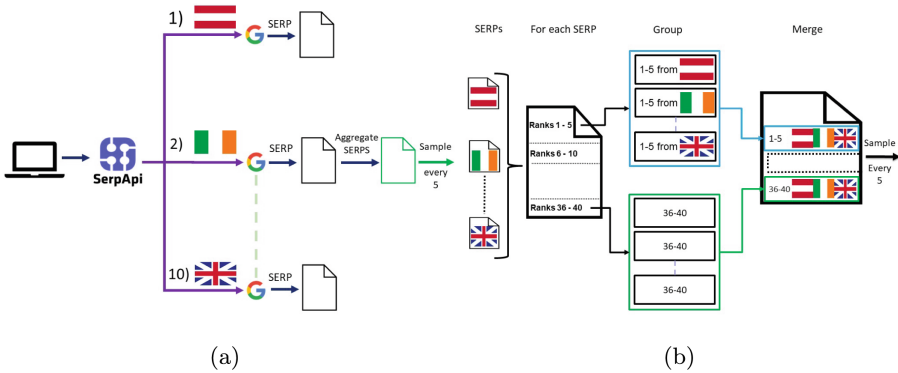 1)
G
SERP
2)
SerpApi
G
SERP
Aggregate
SERPS
Sample
every
5
10)
G
SERP
(a)
SERPs
For each SERP
Group
Merge
Ranks 1 - 5
Ranks 6 - 10
Ranks 36 - 40
1-5 from
1-5 from
1-5 from
36-40
36-40
36-40
1-5
36-40
Sample
Every
5
(b)